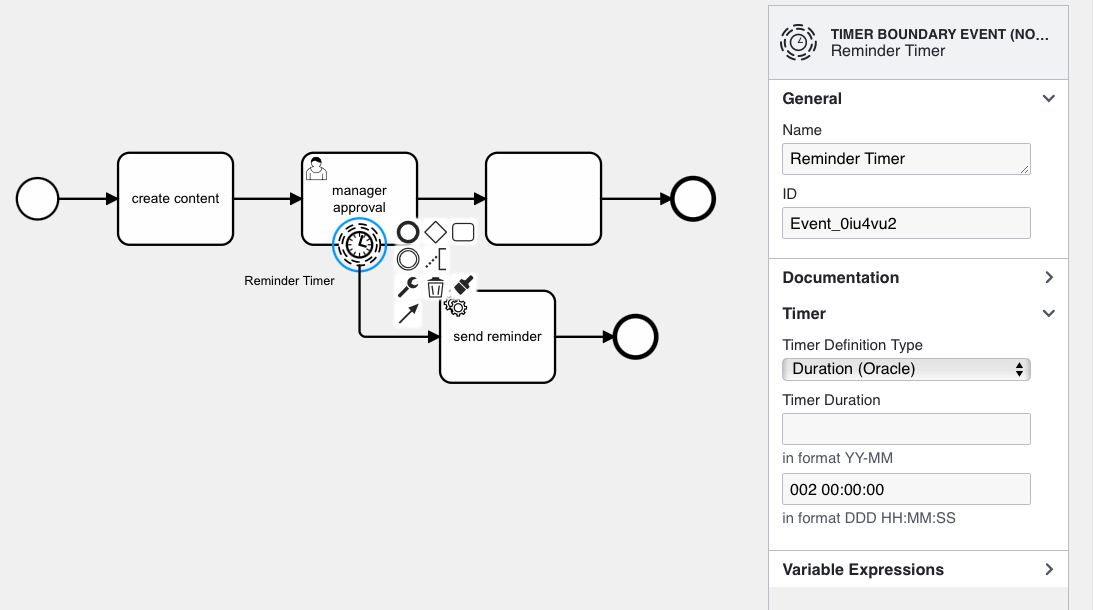 create content
manager
approval
Reminder Timer
send reminder
TIMER BOUNDARY EVENT (NO...
Reminder Timer
General
Name
Reminder Timer
ID
Event_0iu4vu2
Documentation
Timer
Timer Definition Type
Duration (Oracle)
Timer Duration
in format YY-MM
002 00:00:00
in format DDD HH:MM:SS
Variable Expressions